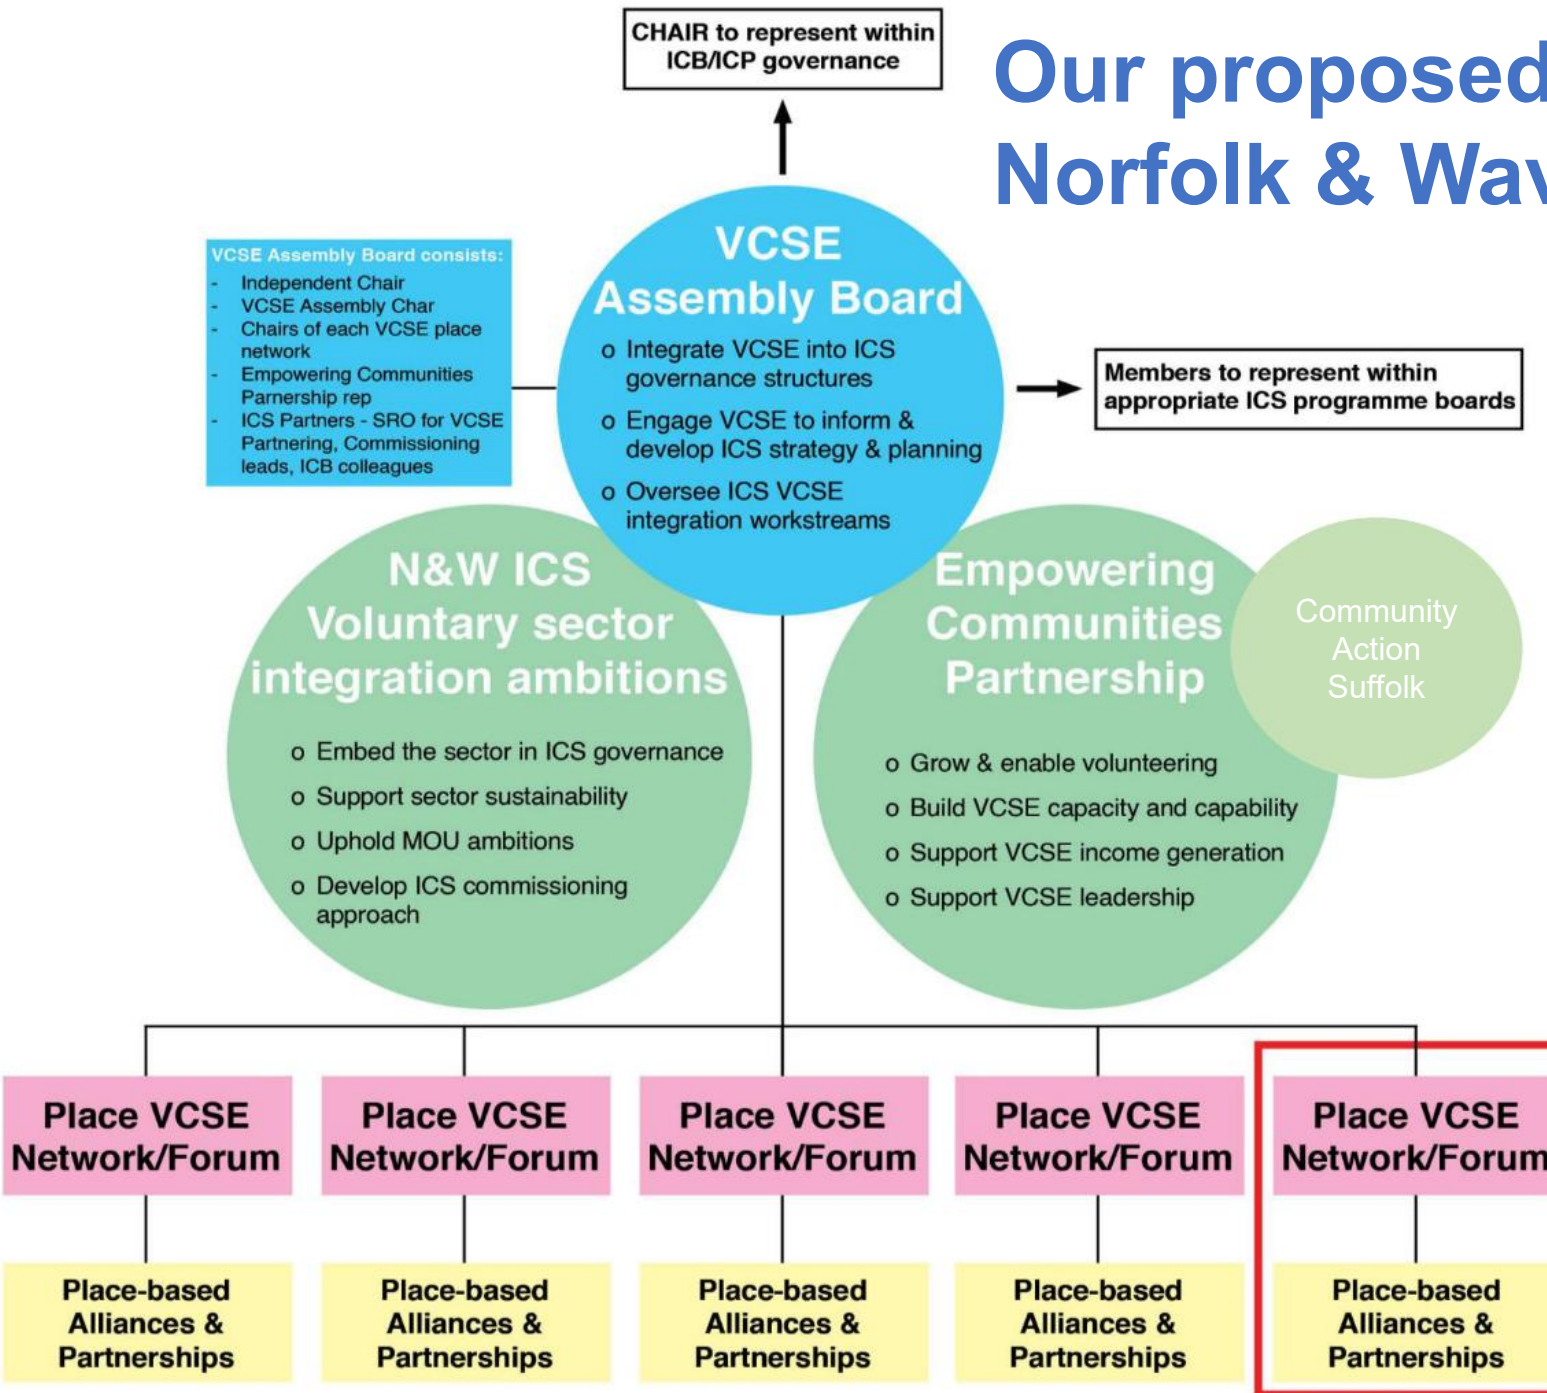 CHAIR to represent within
ICB/ICP governance
Our proposed
Norfolk & Wav
VCSE
Assembly Board
o Integrate VCSE into ICS
governance structures
o Engage VCSE to inform &
develop ICS strategy & planning
o Oversee ICS VCSE
integration workstreams
VCSE Assembly Board consists:
- Independent Chair
- VCSE Assembly Char
- Chairs of each VCSE place
network
- Empowering Communities
Parnership rep
- ICS Partners - SRO for VCSE
Partnering, Commissioning
leads, ICB colleagues
Members to represent within
appropriate ICS programme boards
N&W ICS
Voluntary sector
integration ambitions
o Embed the sector in ICS governance
o Support sector sustainability
o Uphold MOU ambitions
o Develop ICS commissioning
approach
Empowering
Communities
Partnership
o Grow & enable volunteering
o Build VCSE capacity and capability
o Support VCSE income generation
o Support VCSE leadership
Community
Action
Suffolk
Place VCSE
Network/Forum
Place VCSE
Network/Forum
Place VCSE
Network/Forum
Place VCSE
Network/Forum
Place VCSE
Network/Forum
Place-based
Alliances &
Partnerships
Place-based
Alliances &
Partnerships
Place-based
Alliances &
Partnerships
Place-based
Alliances &
Partnerships
Place-based
Alliances &
Partnerships